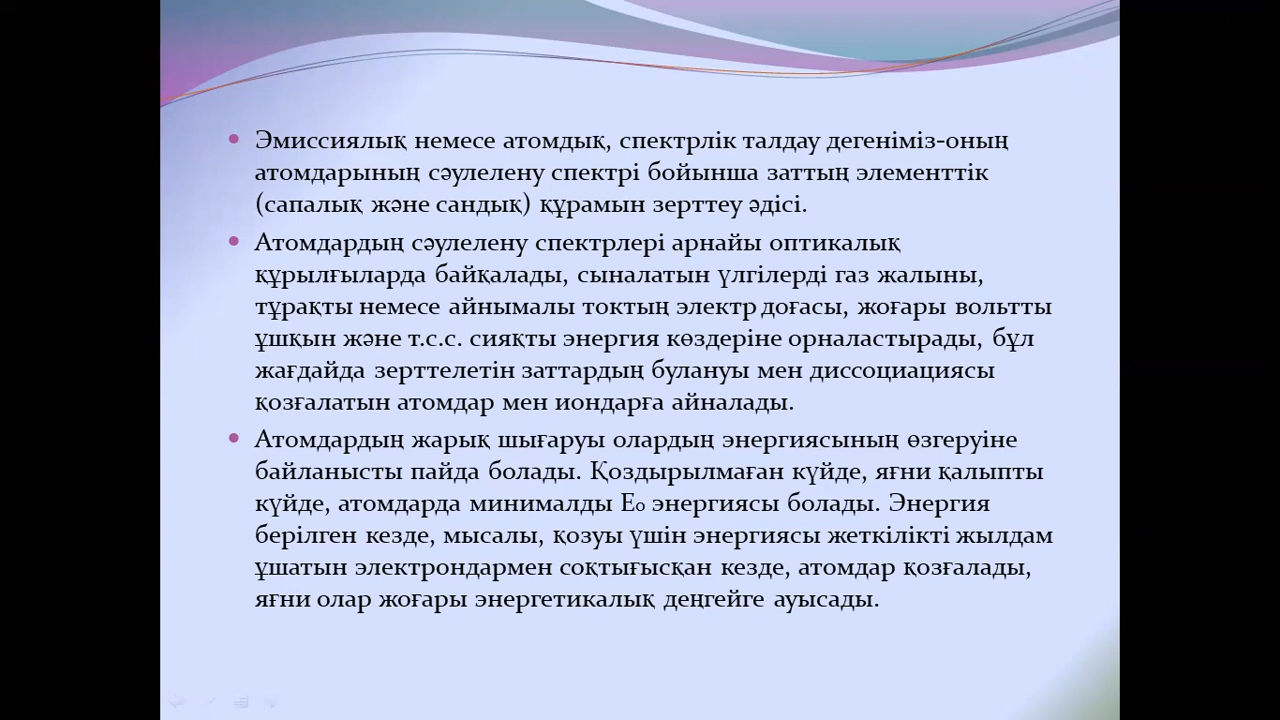 • Эмиссиялық немесе атомдық, спектрлік талдау дегеніміз-оның
атомдарының сәулелену спектрі бойынша заттың элементтік
(сапалық және сандық) құрамын зерттеу әдісі.
• Атомдардың сәулелену спектрлері арнайы оптикалық
құрылғыларда байқалады, сыналатын үлгілерді газ жалыны,
тұрақты немесе айнымалы токтың электр доғасы, жоғары вольтты
ұшқын және т.с.с. сияқты энергия көздеріне орналастырады, бұл
жағдайда зерттелетін заттардың булануы мен диссоциациясы
қозғалатын атомдар мен иондарға айналады.
• Атомдардың жарық шығаруы олардың энергиясының өзгеруіне
байланысты пайда болады. Қоздырылмаған күйде, яғни қалыпты
күйде, атомдарда минималды Е₀ энергиясы болады. Энергия
берілген кезде, мысалы, қозуы үшін энергиясы жеткілікті жылдам
ұшатын электрондармен соқтығысқан кезде, атомдар қозғалады,
яғни олар жоғары энергетикалық деңгейге ауысады.